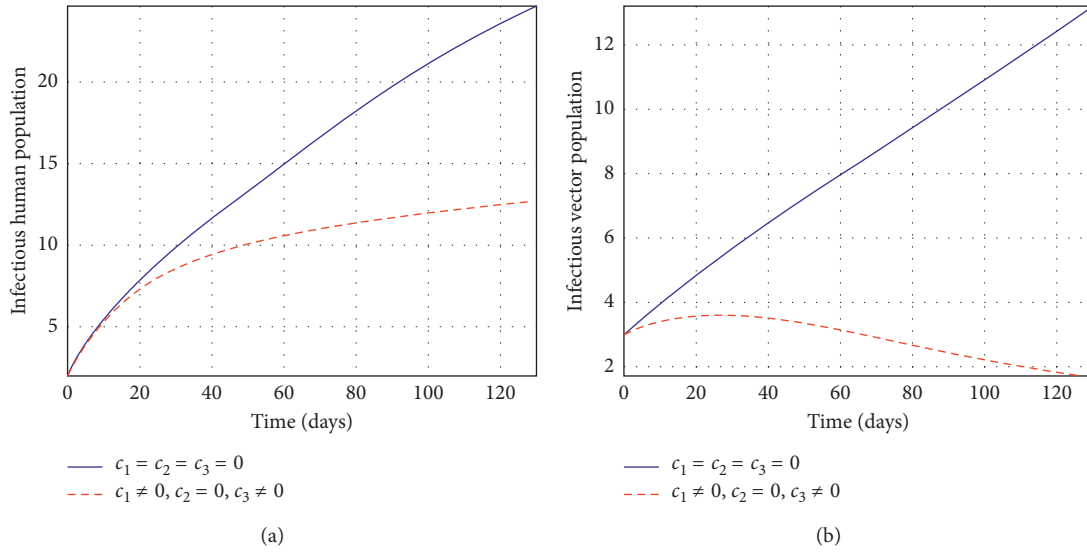 20
15
10
5
0 20 40 60 80 100 120
Infectious human population
Time (days)
c₁ = c₂ = c₃ = 0
c₁ ≠ 0, c₂ = 0, c₃ ≠ 0
(a)
12
10
8
6
4
2
0 20 40 60 80 100 120
Infectious vector population
Time (days)
c₁ = c₂ = c₃ = 0
c₁ ≠ 0, c₂ = 0, c₃ ≠ 0
(b)